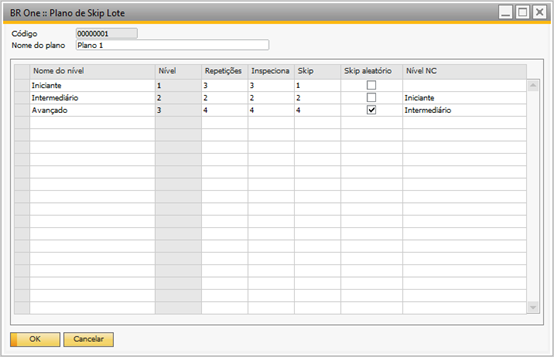 BR One :: Plano de Skip Lote
Código 00000001
Nome do plano Plano 1
Nome do nível Nível Repetições Inspeciona Skip Skip aleatório Nível NC
Iniciante 1 3 3 1
Intermediário 2 2 2 2 Iniciante
Avançado 3 4 4 4 Intermediário
OK Cancelar